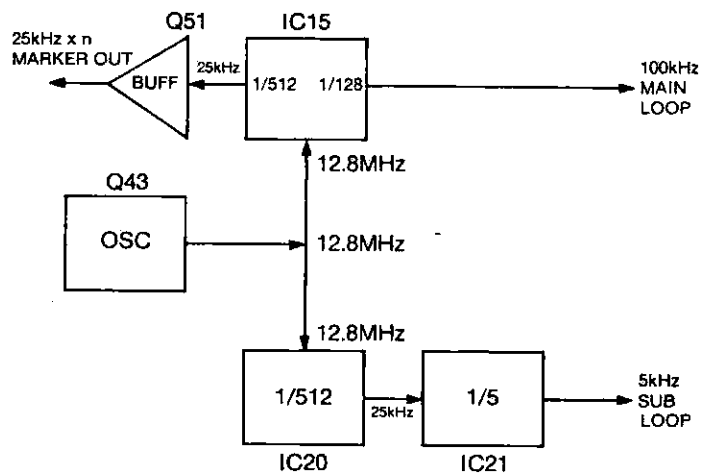 Q51
IC15
25kHz x n
MARKER OUT
BUFF
25kHz
1/512
1/128
100kHz
MAIN
LOOP
12.8MHz
Q43
OSC
12.8MHz
12.8MHz
1/512
25kHz
1/5
5kHz
SUB
LOOP
IC20
IC21